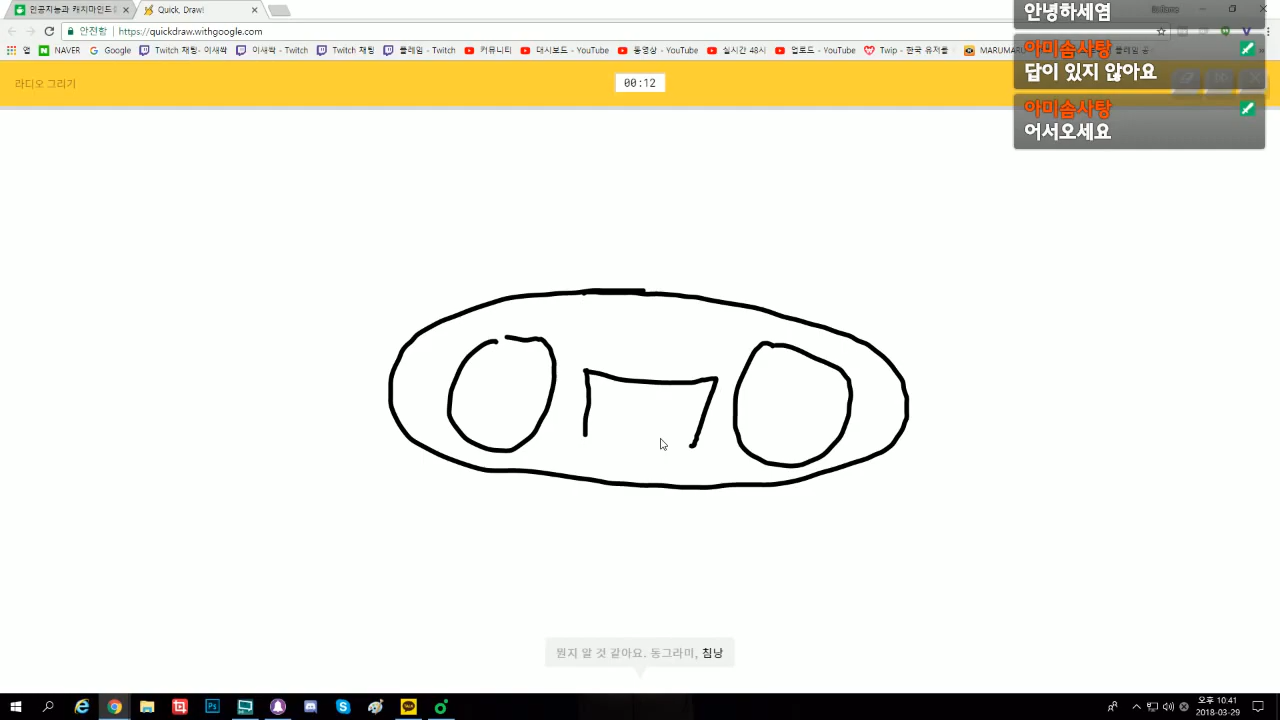 인공지능과 캐치마인드
Quick, Draw!
안전함
https://quickdraw.withgoogle.com
앱
NAVER
Google
Twitch 채팅- 이새싹
이새싹 - Twitch
Twitch 채팅
플레임 - Twitch
커뮤니티
대시보드 - YouTube
동영상 - YouTube
실시간 48시
업로드 - YouTube
Twip - 한국 유저를
MARUMARU
라디오 그리기
00:12
안녕하세염
아미솜사탕
답이 있지 않아요
아미솜사탕
어서오세요
뭔지 알 것 같아요. 동그라미, 침낭
오후 10:41
2018-03-29